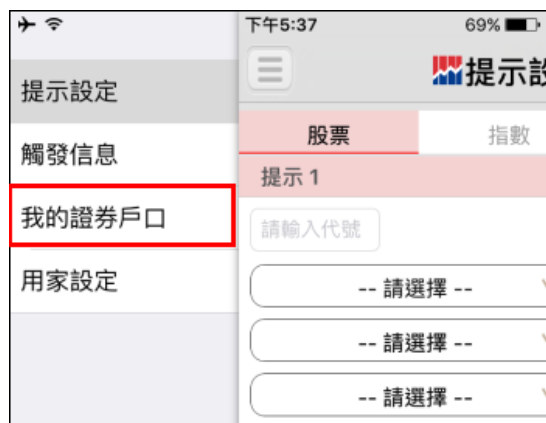 下午5:37
69%
提示設定
觸發信息
我的證券戶口
用家設定
提示設
股票
指數
提示 1
請輸入代號
-- 請選擇 --
-- 請選擇 --
-- 請選擇 --